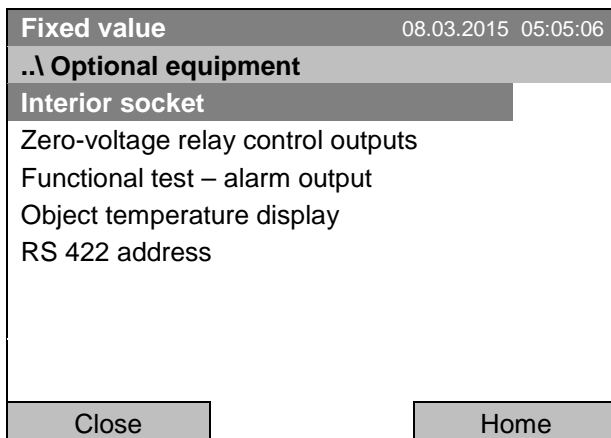 Fixed value 08.03.2015 05:05:06
..\ Optional equipment
Interior socket
Zero-voltage relay control outputs
Functional test – alarm output
Object temperature display
RS 422 address
Close Home